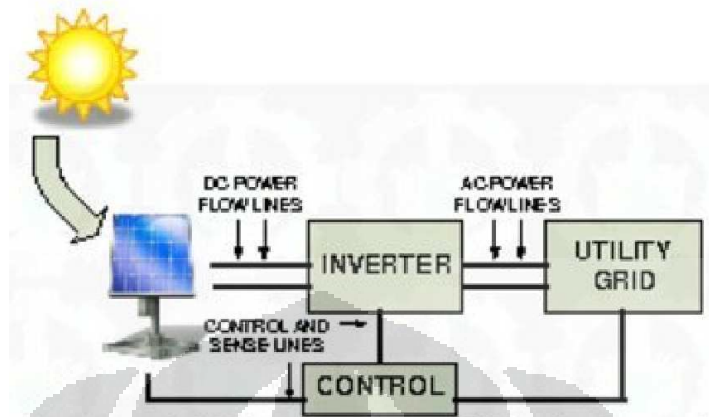 DC POWER
FLOW LINES
AC POWER
FLOW LINES
INVERTER
UTILITY
GRID
CONTROL AND
SENSE LINES
CONTROL